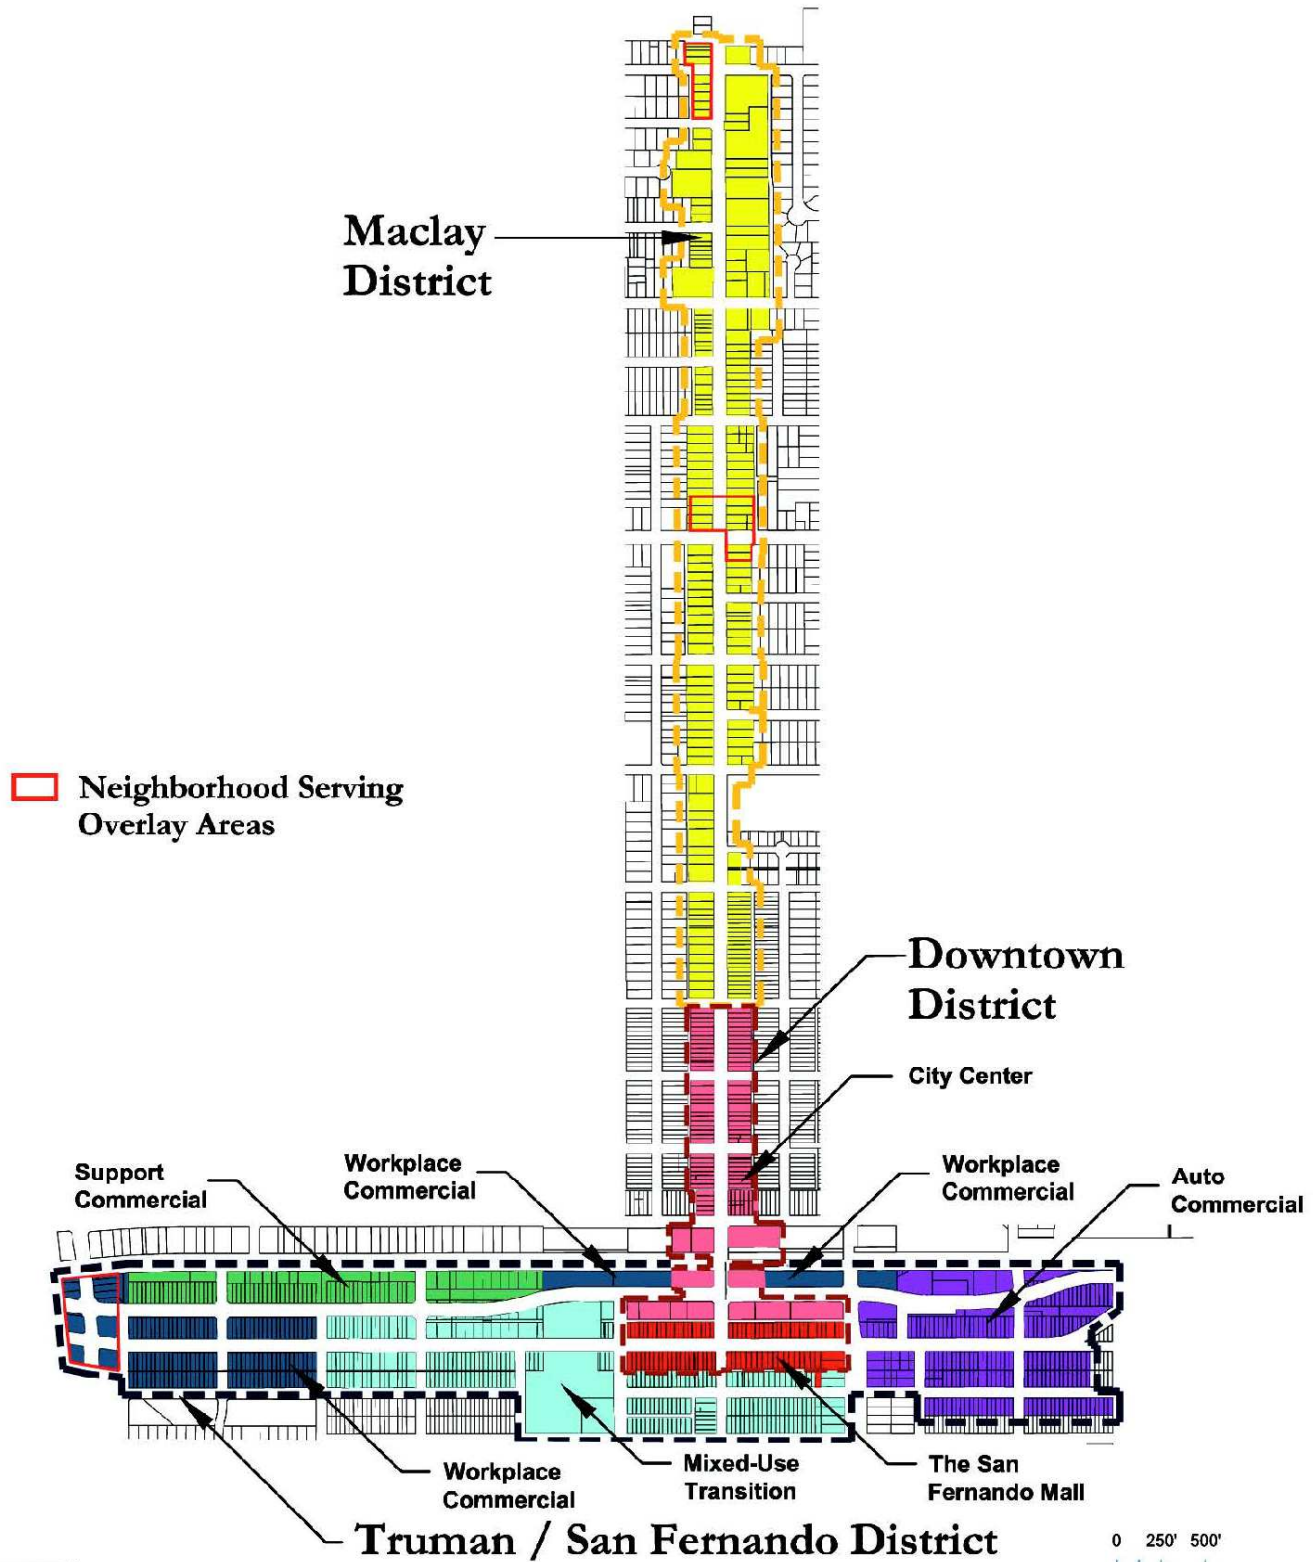 Maclay
District
Neighborhood Serving
Overlay Areas
Downtown
District
City Center
Support
Commercial
Workplace
Commercial
Workplace
Commercial
Auto
Commercial
Workplace
Commercial
Mixed-Use
Transition
The San
Fernando Mall
Truman / San Fernando District
0 250' 500'